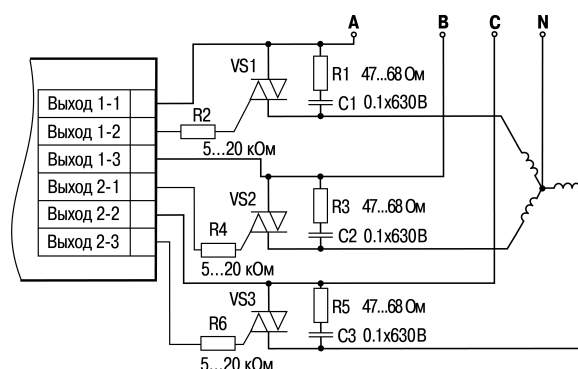 A B C N
VS1
R1 47...68 Ом
C1 0.1x630В
Выход 1-1
Выход 1-2
Выход 1-3
Выход 2-1
Выход 2-2
Выход 2-3
R2
5...20 кОм
VS2
R3 47...68 Ом
C2 0.1x630В
R4
5...20 кОм
VS3
R5 47...68 Ом
C3 0.1x630В
R6
5...20 кОм